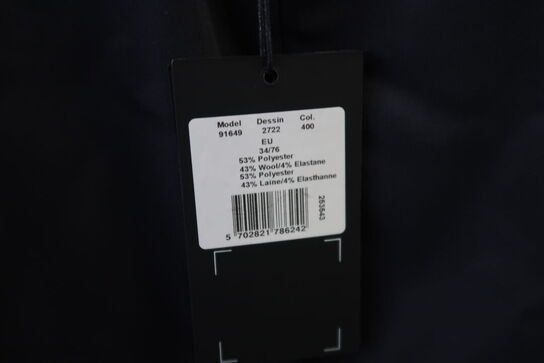 Model Dessin Col.
91649 2722 400
EU
34/76
53% Polyester
43% Wool/4% Elastane
53% Polyester
43% Laine/4% Elasthanne
253543
5 702821 786242